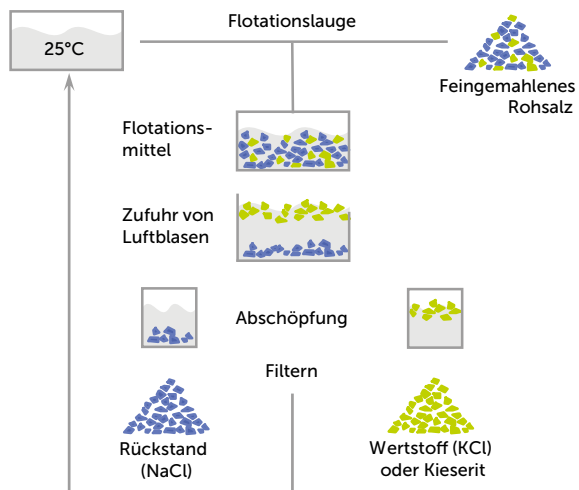 Flotationslauge
25°C
Feingemahlenes
Rohsalz
Flotations-
mittel
Zufuhr von
Luftblasen
Abschöpfung
Filtern
Rückstand
(NaCl)
Wertstoff (KCl)
oder Kieserit